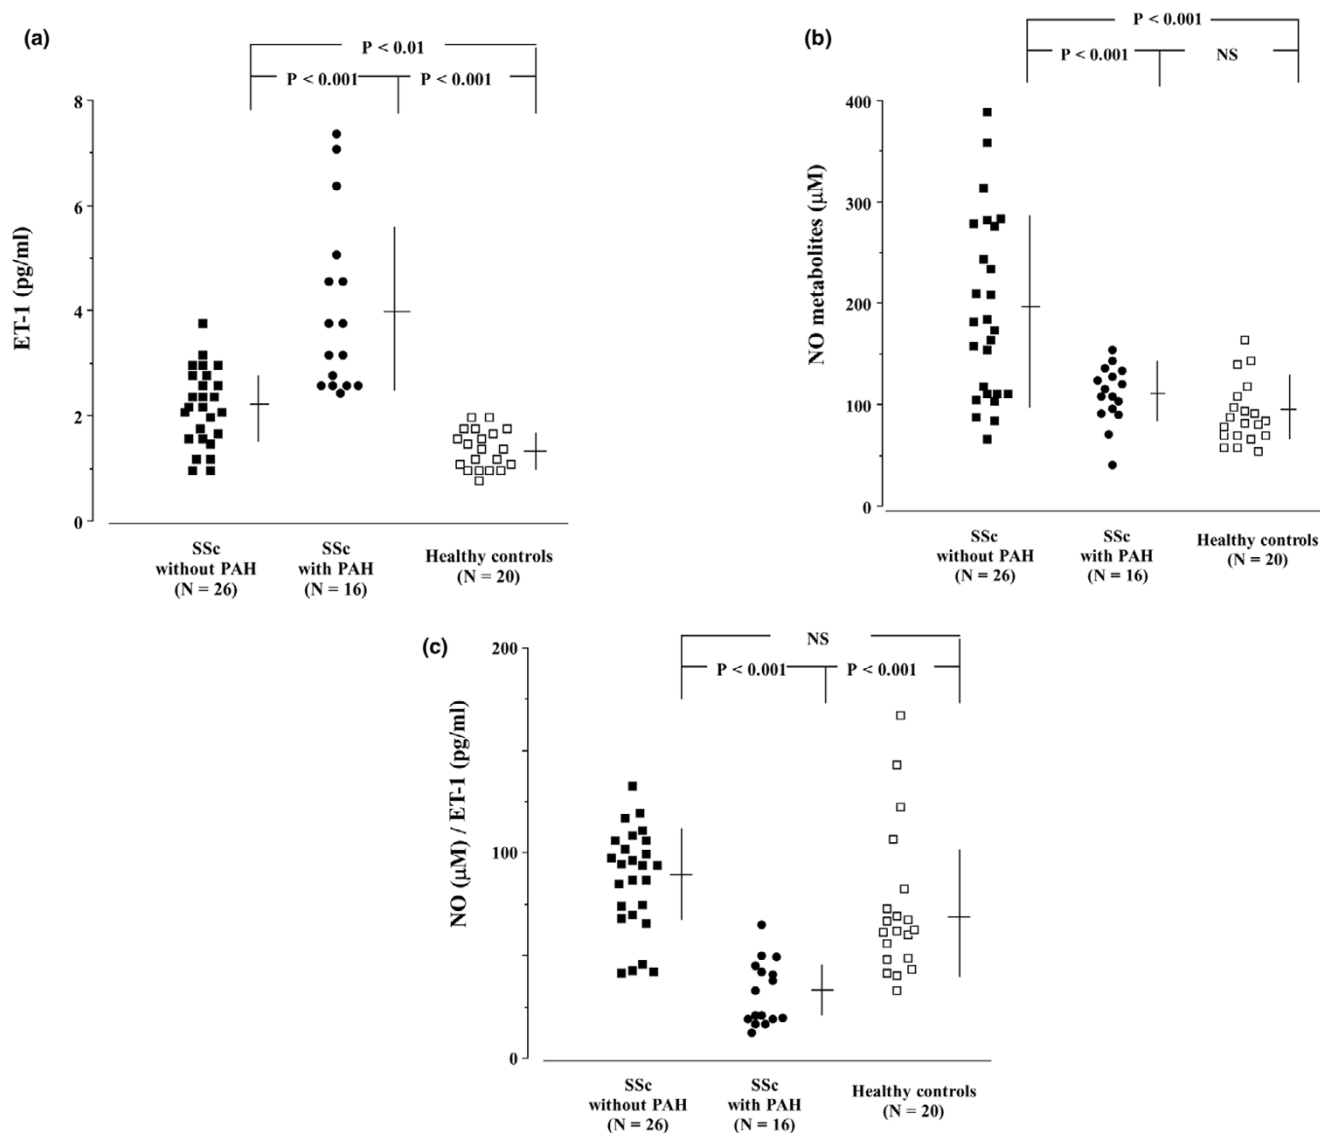 (a)
P < 0.01
P < 0.001
P < 0.001
8
6
4
2
0
ET-1 (pg/ml)
SSc
without PAH
(N = 26)
SSc
with PAH
(N = 16)
Healthy controls
(N = 20)
(b)
P < 0.001
P < 0.001
NS
400
300
200
100
0
NO metabolites (μM)
SSc
without PAH
(N = 26)
SSc
with PAH
(N = 16)
Healthy controls
(N = 20)
(c)
NS
P < 0.001
P < 0.001
200
100
0
NO (μM) / ET-1 (pg/ml)
SSc
without PAH
(N = 26)
SSc
with PAH
(N = 16)
Healthy controls
(N = 20)